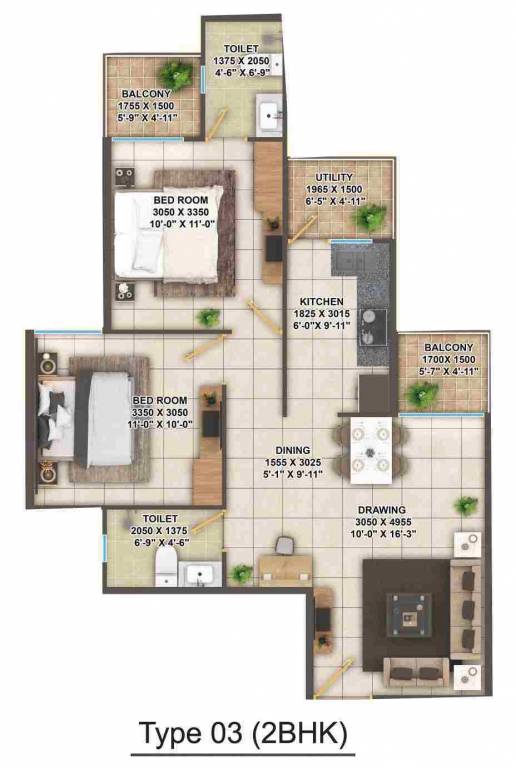 TOILET
1375 X 2050
4'-6" X 6'-9"
BALCONY
1755 X 1500
5'-9" X 4'-11"
UTILITY
1965 X 1500
6'-5" X 4'-11"
BED ROOM
3050 X 3350
10'-0" X 11'-0"
KITCHEN
1825 X 3015
6'-0"X 9'-11"
BALCONY
1700X 1500
5'-7" X 4'-11"
BED ROOM
3350 X 3050
11'-0" X 10'-0"
DINING
1555 X 3025
5'-1" X 9'-11"
TOILET
2050 X 1375
6'-9" X 4'-6"
DRAWING
3050 X 4955
10'-0" X 16'-3"
Type 03 (2BHK)